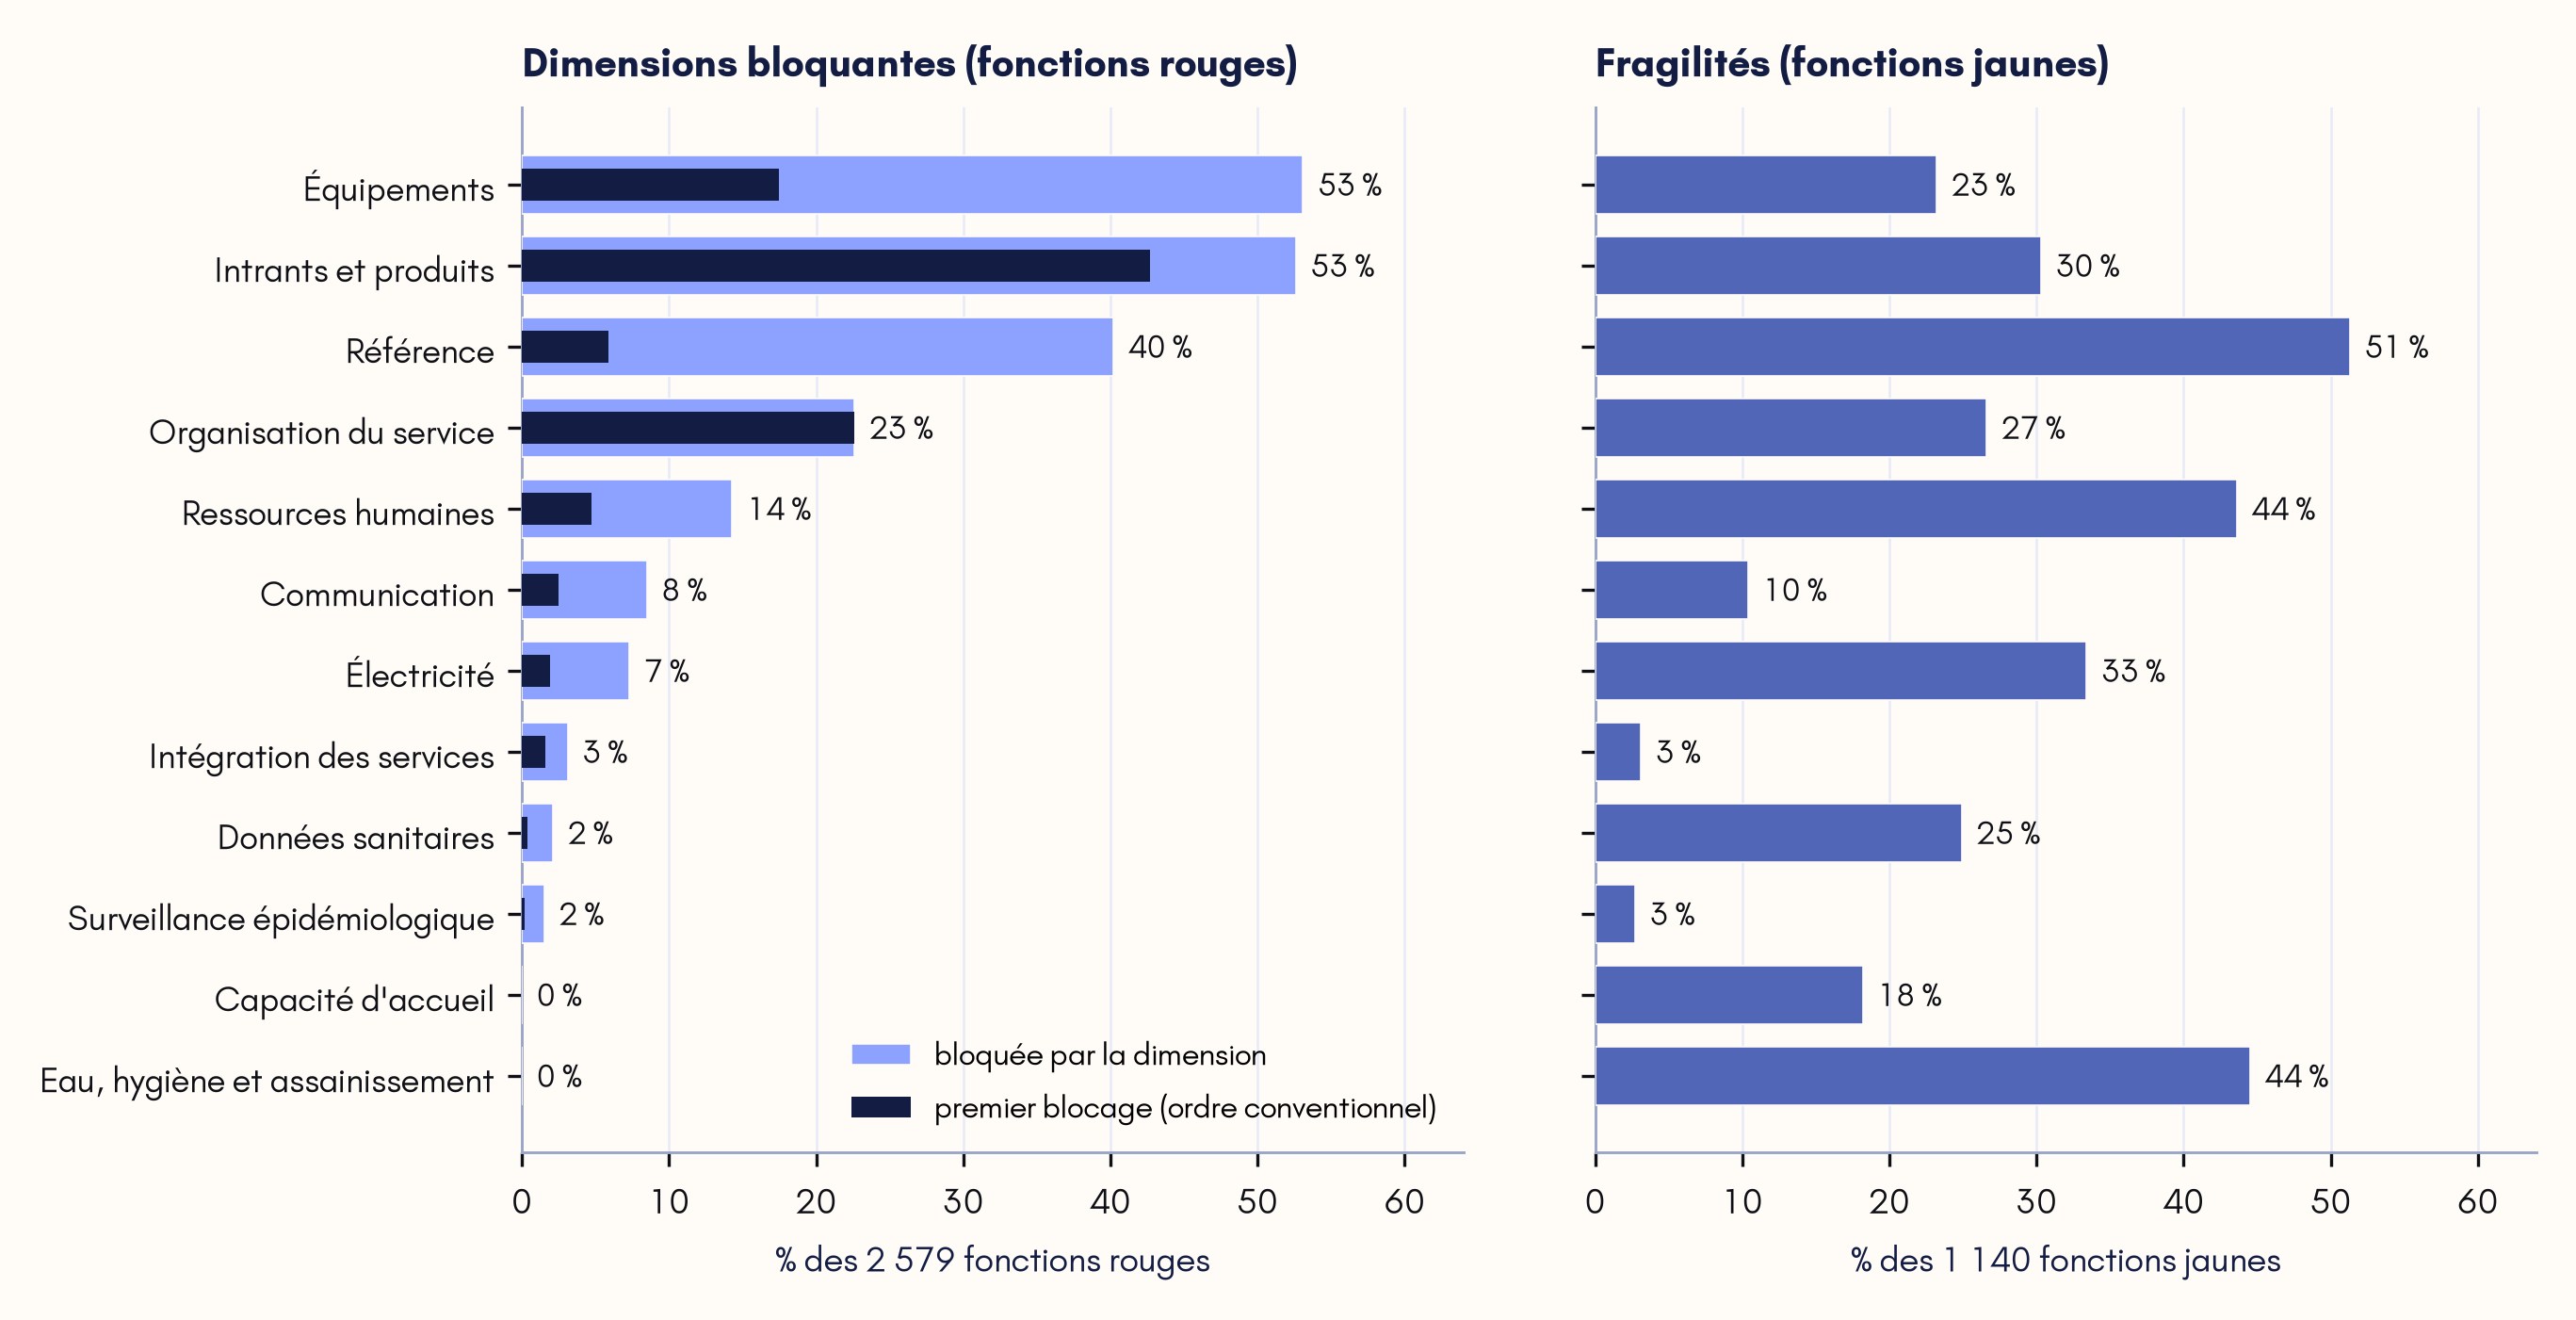 Dimensions bloquantes (fonctions rouges)
Équipements
53 %
Intrants et produits
53 %
Référence
40 %
Organisation du service
23 %
Ressources humaines
14 %
Communication
8 %
Électricité
7 %
Intégration des services
3 %
Données sanitaires
2 %
Surveillance épidémiologique
2 %
Capacité d'accueil
0 %
Eau, hygiène et assainissement
0 %
bloquée par la dimension
premier blocage (ordre conventionnel)
0 10 20 30 40 50 60
% des 2 579 fonctions rouges
Fragilités (fonctions jaunes)
23 %
30 %
51 %
27 %
44 %
10 %
33 %
3 %
25 %
3 %
18 %
44 %
0 10 20 30 40 50 60
% des 1 140 fonctions jaunes